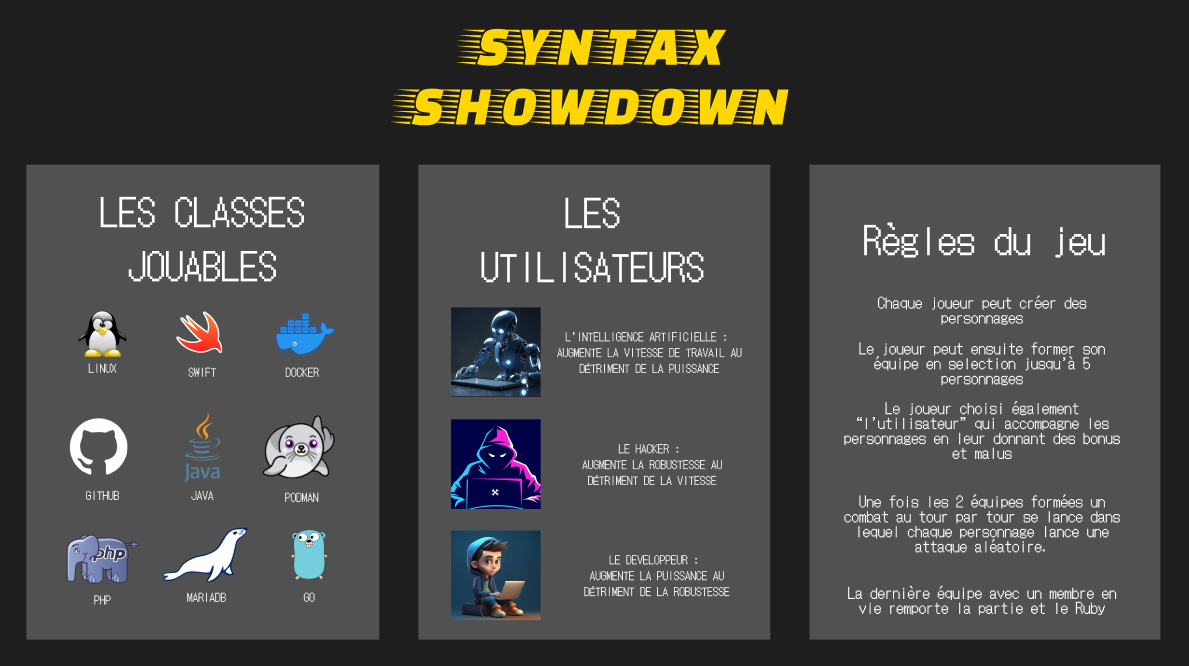 SYNTAX
SHOWDOWN
LES CLASSES
JOUABLES
LINUX
SWIFT
DOCKER
Java
GITHUB
JAVA
PODMAN
php
PHP
MARIADB
GO
LES
UTILISATEURS
L'INTELLIGENCE ARTIFICIELLE :
AUGMENTE LA VITESSE DE TRAVAIL AU
DÉTRIMENT DE LA PUISSANCE
LE HACKER :
AUGMENTE LA ROBUSTESSE AU
DÉTRIMENT DE LA VITESSE
LE DEVELOPPEUR :
AUGMENTE LA PUISSANCE AU
DÉTRIMENT DE LA ROBUSTESSE
Règles du jeu
Chaque joueur peut créer des
personnages
Le joueur peut ensuite former son
équipe en selection jusqu'à 5
personnages
Le joueur choisi également
“l'utilisateur” qui accompagne les
personnages en leur donnant des bonus
et malus
Une fois les 2 équipes formées un
combat au tour par tour se lance dans
lequel chaque personnage lance une
attaque aléatoire.
La dernière équipe avec un membre en
vie remporte la partie et le Ruby